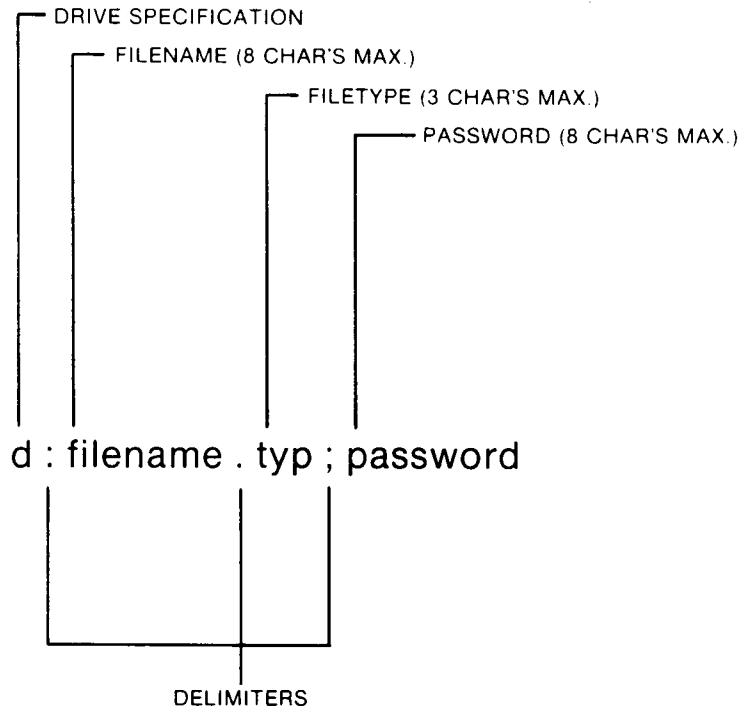 DRIVE SPECIFICATION
FILENAME (8 CHAR'S MAX.)
FILETYPE (3 CHAR'S MAX.)
PASSWORD (8 CHAR'S MAX.)
d : filename . typ ; password
DELIMITERS